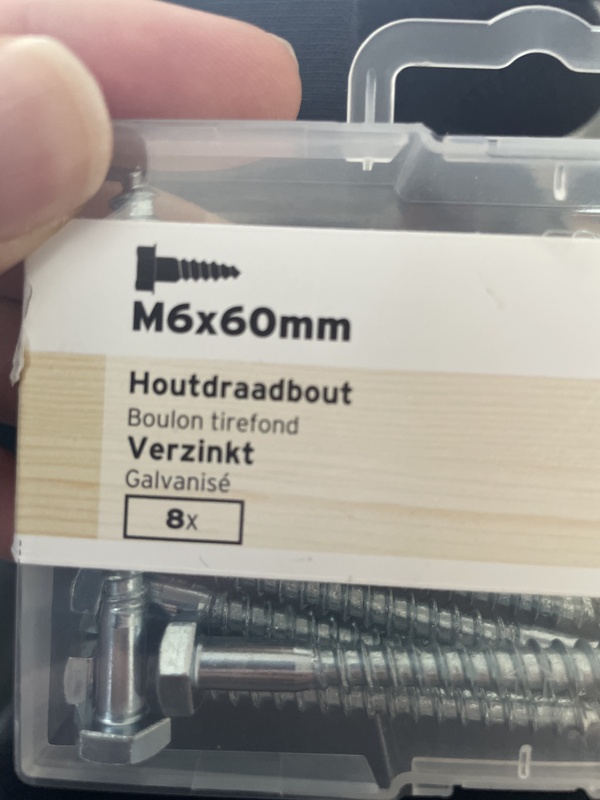 M6x60mm
Houtdraadbout
Boulon tirefond
Verzinkt
Galvanisé
8x